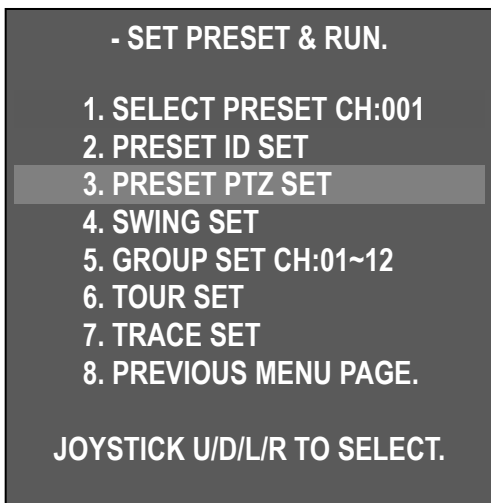 - SET PRESET & RUN.
1. SELECT PRESET CH:001
2. PRESET ID SET
3. PRESET PTZ SET
4. SWING SET
5. GROUP SET CH:01~12
6. TOUR SET
7. TRACE SET
8. PREVIOUS MENU PAGE.
JOYSTICK U/D/L/R TO SELECT.